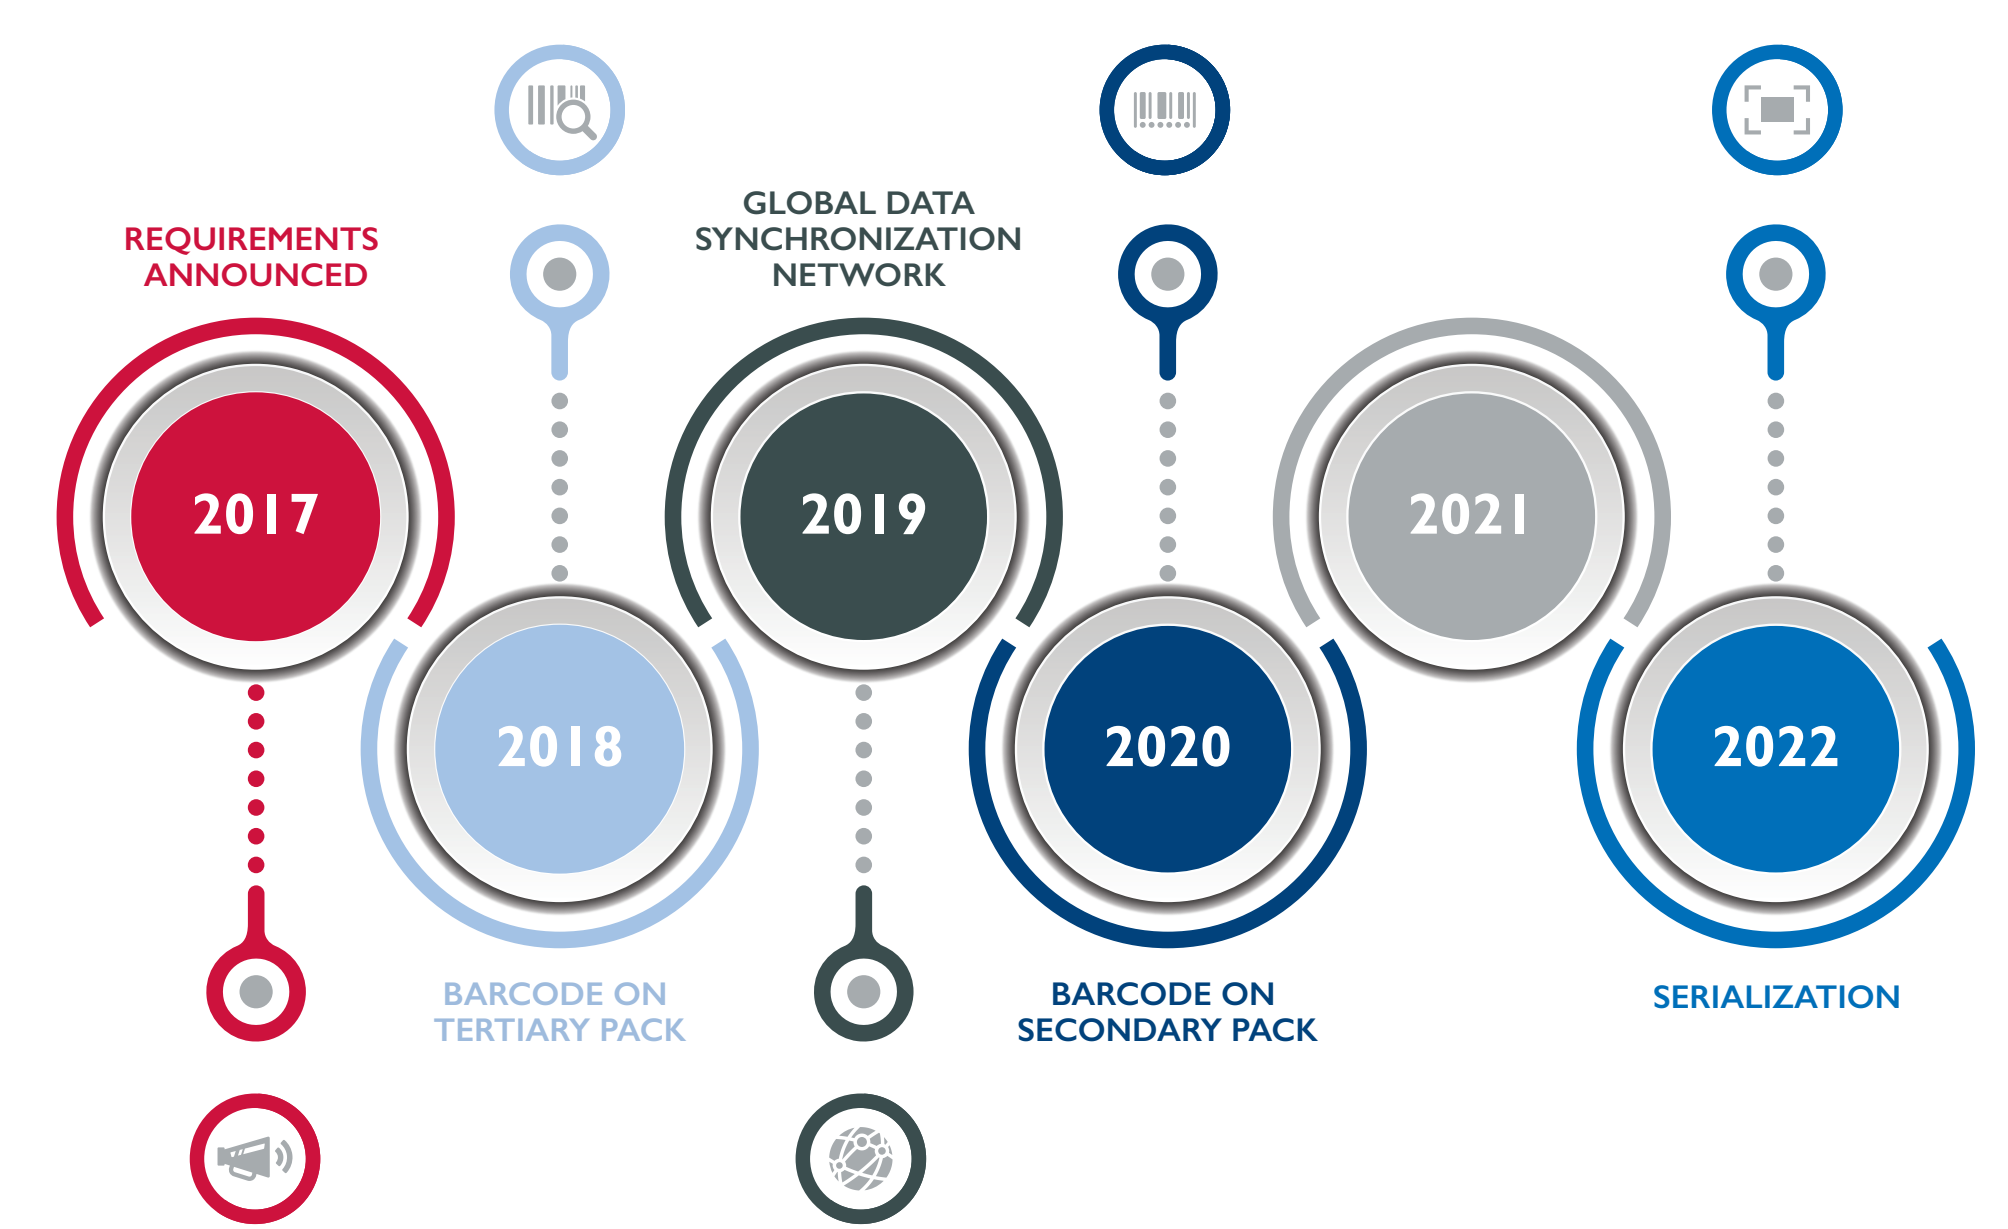 REQUIREMENTS
ANNOUNCED
2017
2018
BARCODE ON
TERTIARY PACK
GLOBAL DATA
SYNCHRONIZATION
NETWORK
2019
2020
BARCODE ON
SECONDARY PACK
2021
2022
SERIALIZATION